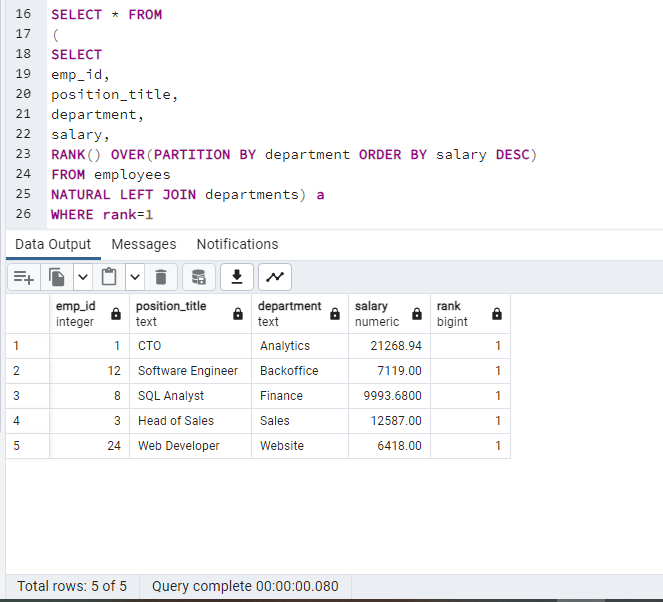 16 SELECT * FROM
17 (
18 SELECT
19 emp_id,
20 position_title,
21 department,
22 salary,
23 RANK() OVER(PARTITION BY department ORDER BY salary DESC)
24 FROM employees
25 NATURAL LEFT JOIN departments) a
26 WHERE rank=1
Data Output Messages Notifications
emp_id position_title department salary rank
integer text text numeric bigint
1 1 CTO Analytics 21268.94 1
2 12 Software Engineer Backoffice 7119.00 1
3 8 SQL Analyst Finance 9993.6800 1
4 3 Head of Sales Sales 12587.00 1
5 24 Web Developer Website 6418.00 1
Total rows: 5 of 5 Query complete 00:00:00.080